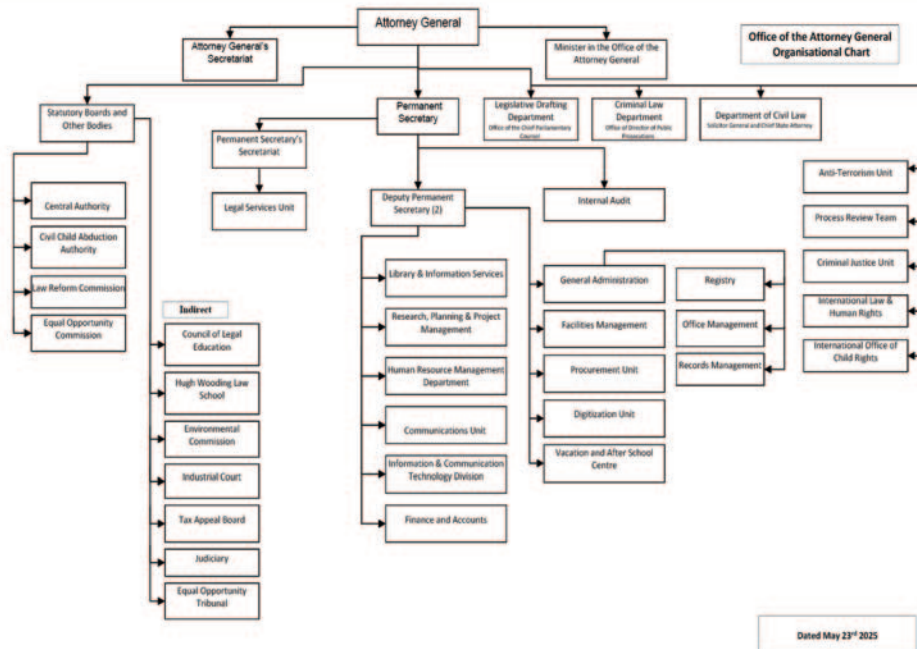 Attorney General
Attorney General's
Secretariat
Minister in the Office of the
Attorney General
Office of the Attorney General
Organisational Chart
Statutory Boards and
Other Bodies
Permanent
Secretary
Legislative Drafting
Department
Office of the Chief Parliamentary
Counsel
Criminal Law
Department
Office of Director of Public
Prosecutions
Department of Civil Law
Solicitor General and Chief State Attorney
Permanent Secretary's
Secretariat
Legal Services Unit
Deputy Permanent
Secretary (2)
Internal Audit
Anti-Terrorism Unit
Process Review Team
Criminal Justice Unit
International Law &
Human Rights
International Office of
Child Rights
Central Authority
Civil Child Abduction
Authority
Law Reform Commission
Equal Opportunity
Commission
Indirect
Council of Legal
Education
Hugh Wooding Law
School
Environmental
Commission
Industrial Court
Tax Appeal Board
Judiciary
Equal Opportunity
Tribunal
Library & Information Services
Research, Planning & Project
Management
Human Resource Management
Department
Communications Unit
Information & Communication
Technology Division
Finance and Accounts
General Administration
Facilities Management
Procurement Unit
Digitization Unit
Vacation and After School
Centre
Registry
Office Management
Records Management
Dated May 23rd 2025